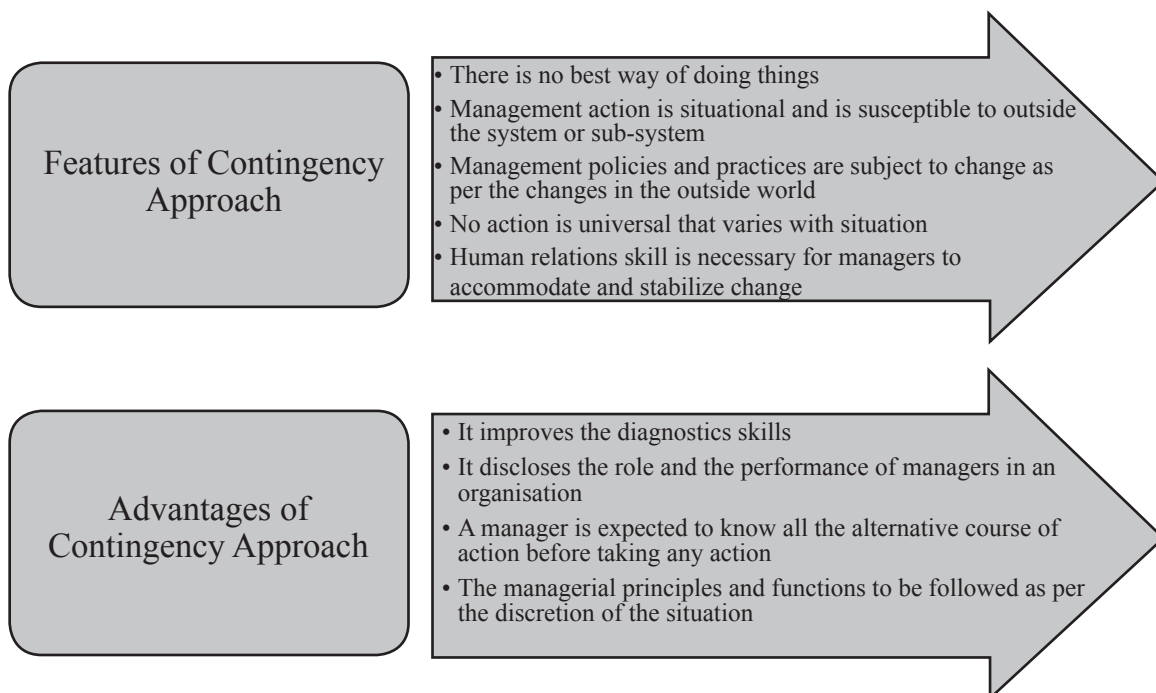 Features of Contingency
Approach
• There is no best way of doing things
• Management action is situational and is susceptible to outside
the system or sub-system
• Management policies and practices are subject to change as
per the changes in the outside world
• No action is universal that varies with situation
• Human relations skill is necessary for managers to
accommodate and stabilize change
Advantages of
Contingency Approach
• It improves the diagnostics skills
• It discloses the role and the performance of managers in an
organisation
• A manager is expected to know all the alternative course of
action before taking any action
• The managerial principles and functions to be followed as per
the discretion of the situation